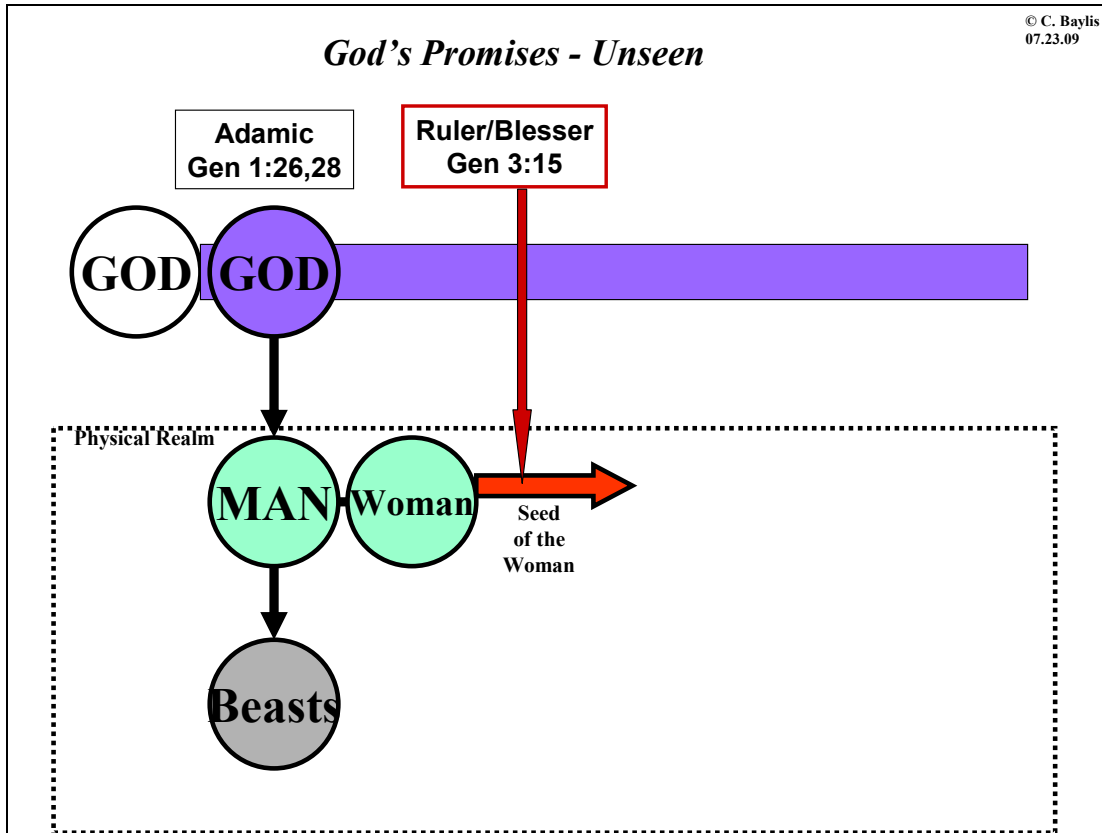 © C. Baylis
07.23.09
God's Promises - Unseen
Adamic
Gen 1:26,28
Ruler/Blesser
Gen 3:15
GOD
GOD
Physical Realm
MAN
Woman
Seed
of the
Woman
Beasts